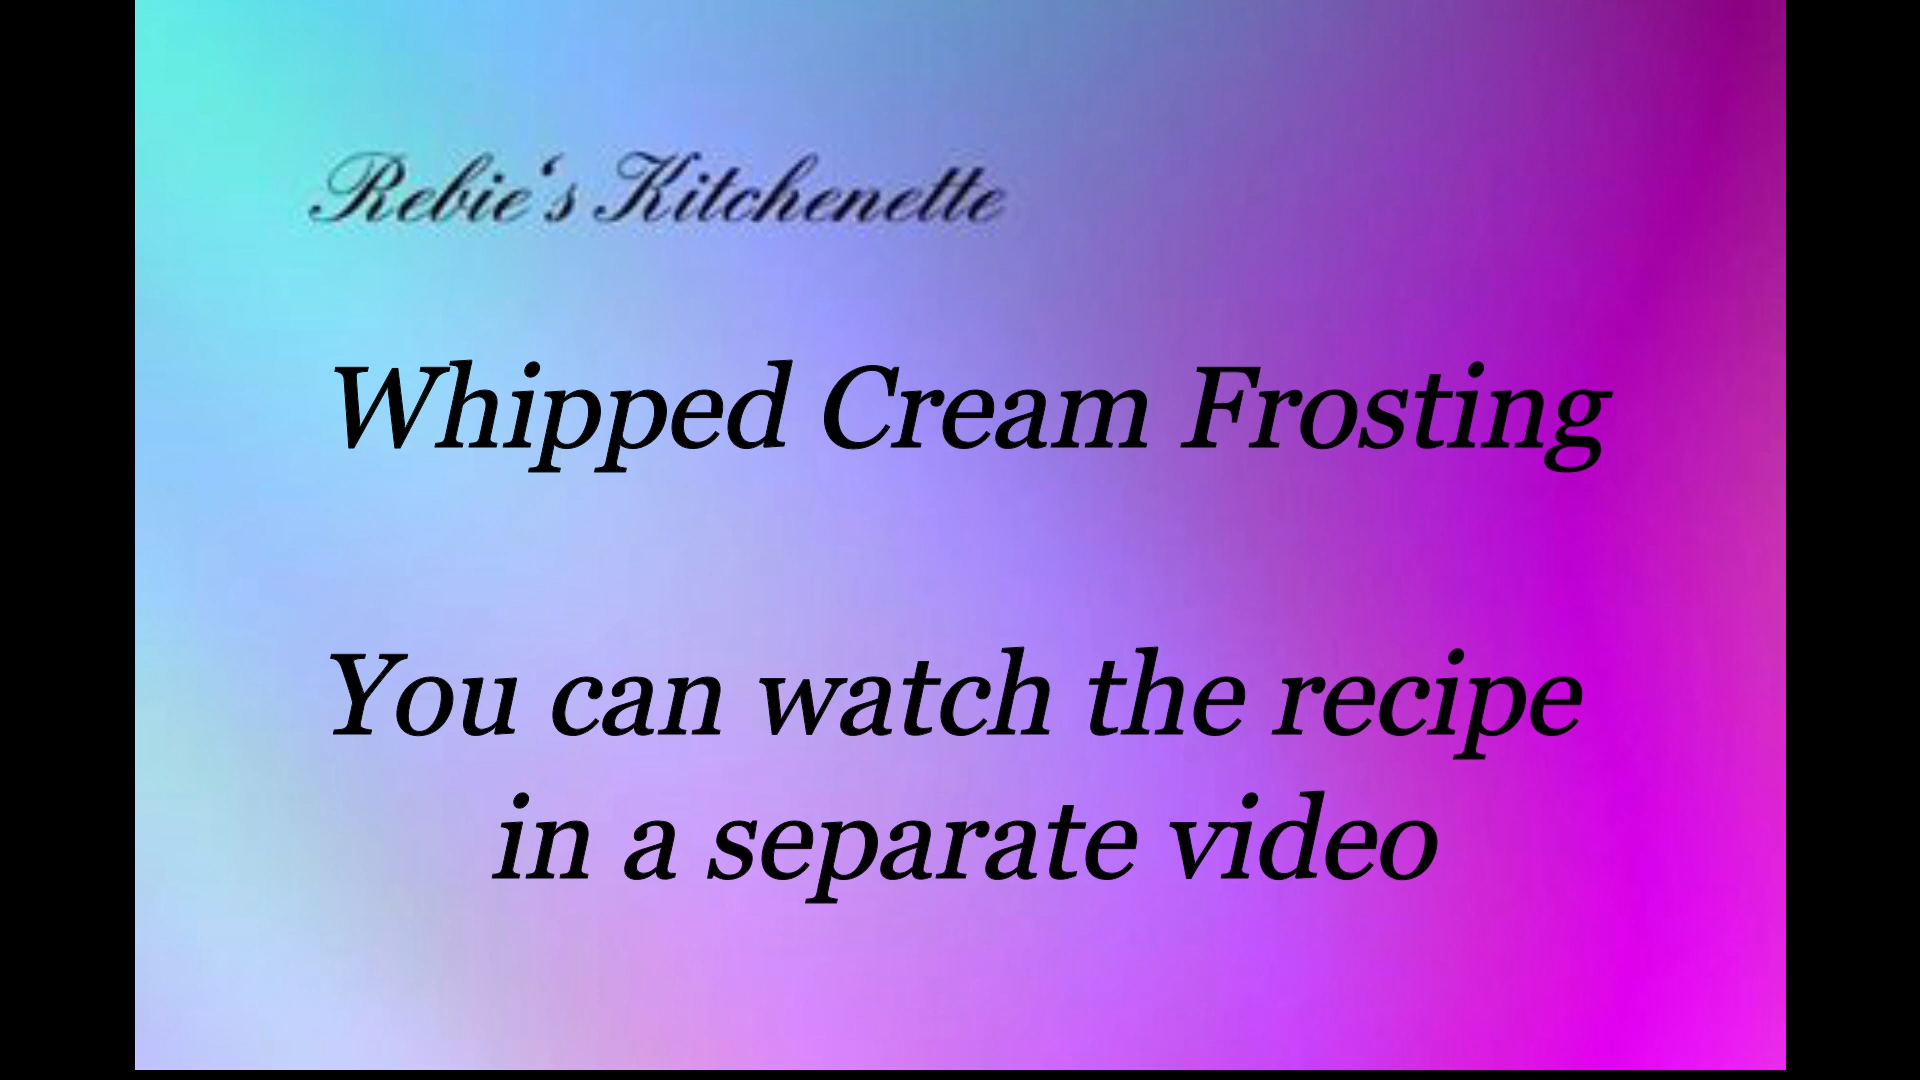 Rebie‘s Kitchenette
Whipped Cream Frosting
You can watch the recipe
in a separate video